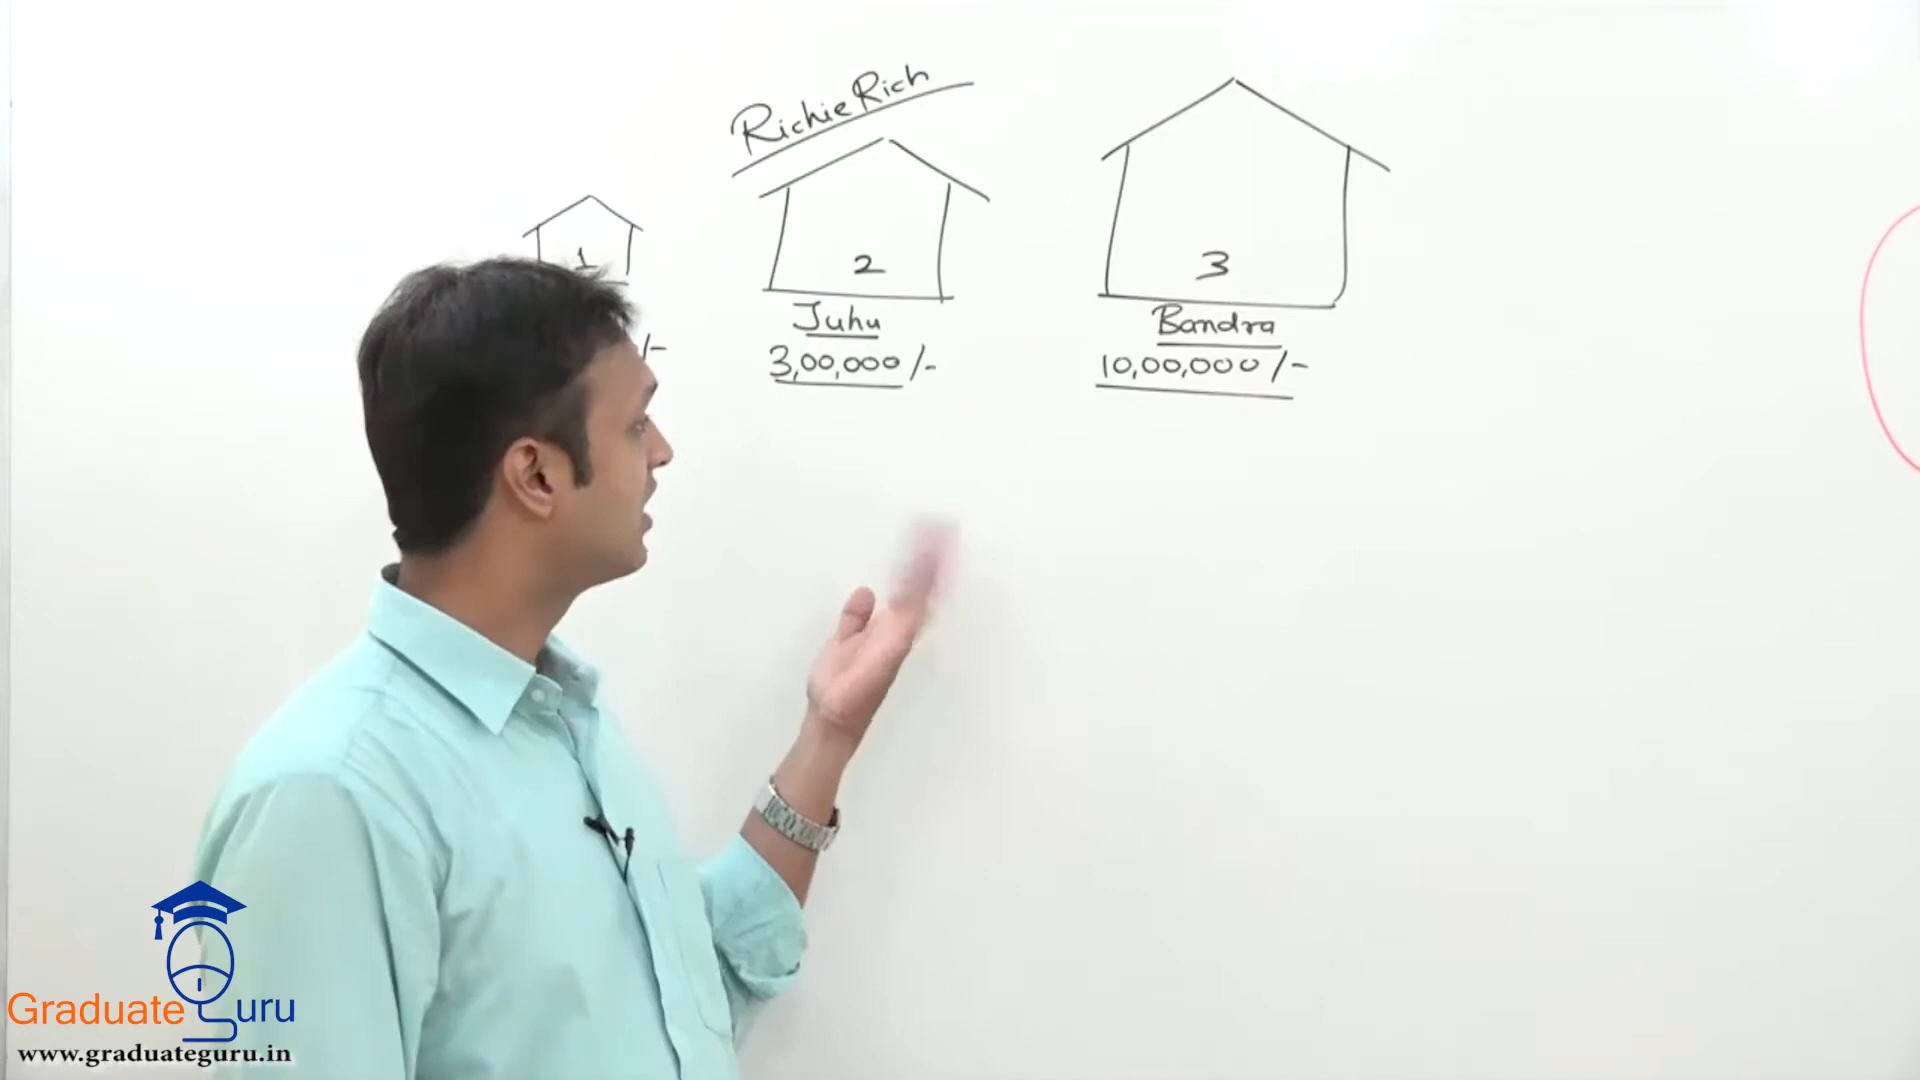 Richie Rich
1
2
3
Juhu
Bandra
/-
3,00,000/-
10,00,000/-
Graduate Guru
www.graduateguru.in